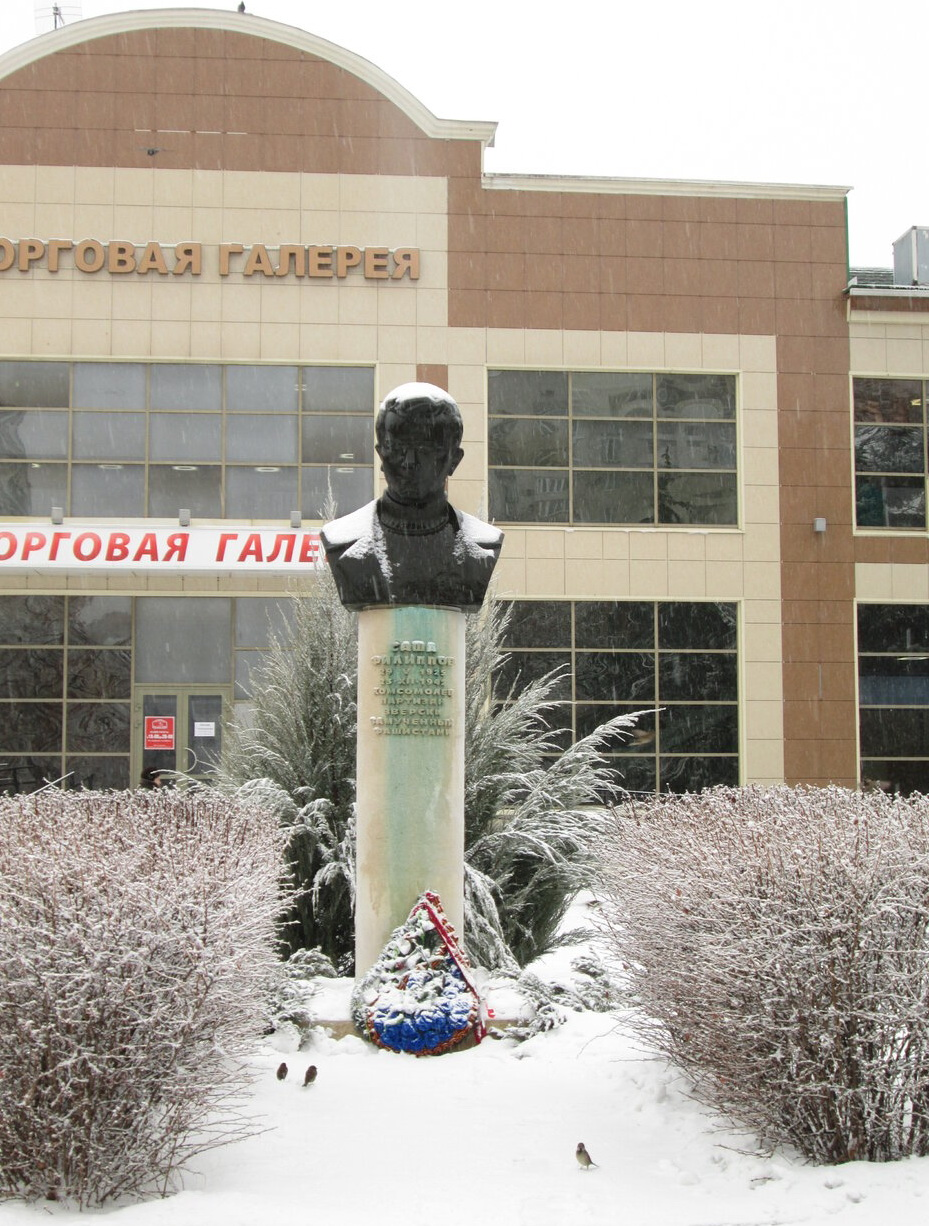 ОРГОВАЯ ГАЛЕРЕЯ
ОРГОВАЯ ГАЛЕ
САША
ФИЛИППОВ
КОМСОМОЛЕЦ
ПАРТИЗАН
ЗВЕРСКИ
ЗАМУЧЕННЫЙ
ФАШИСТАМИ